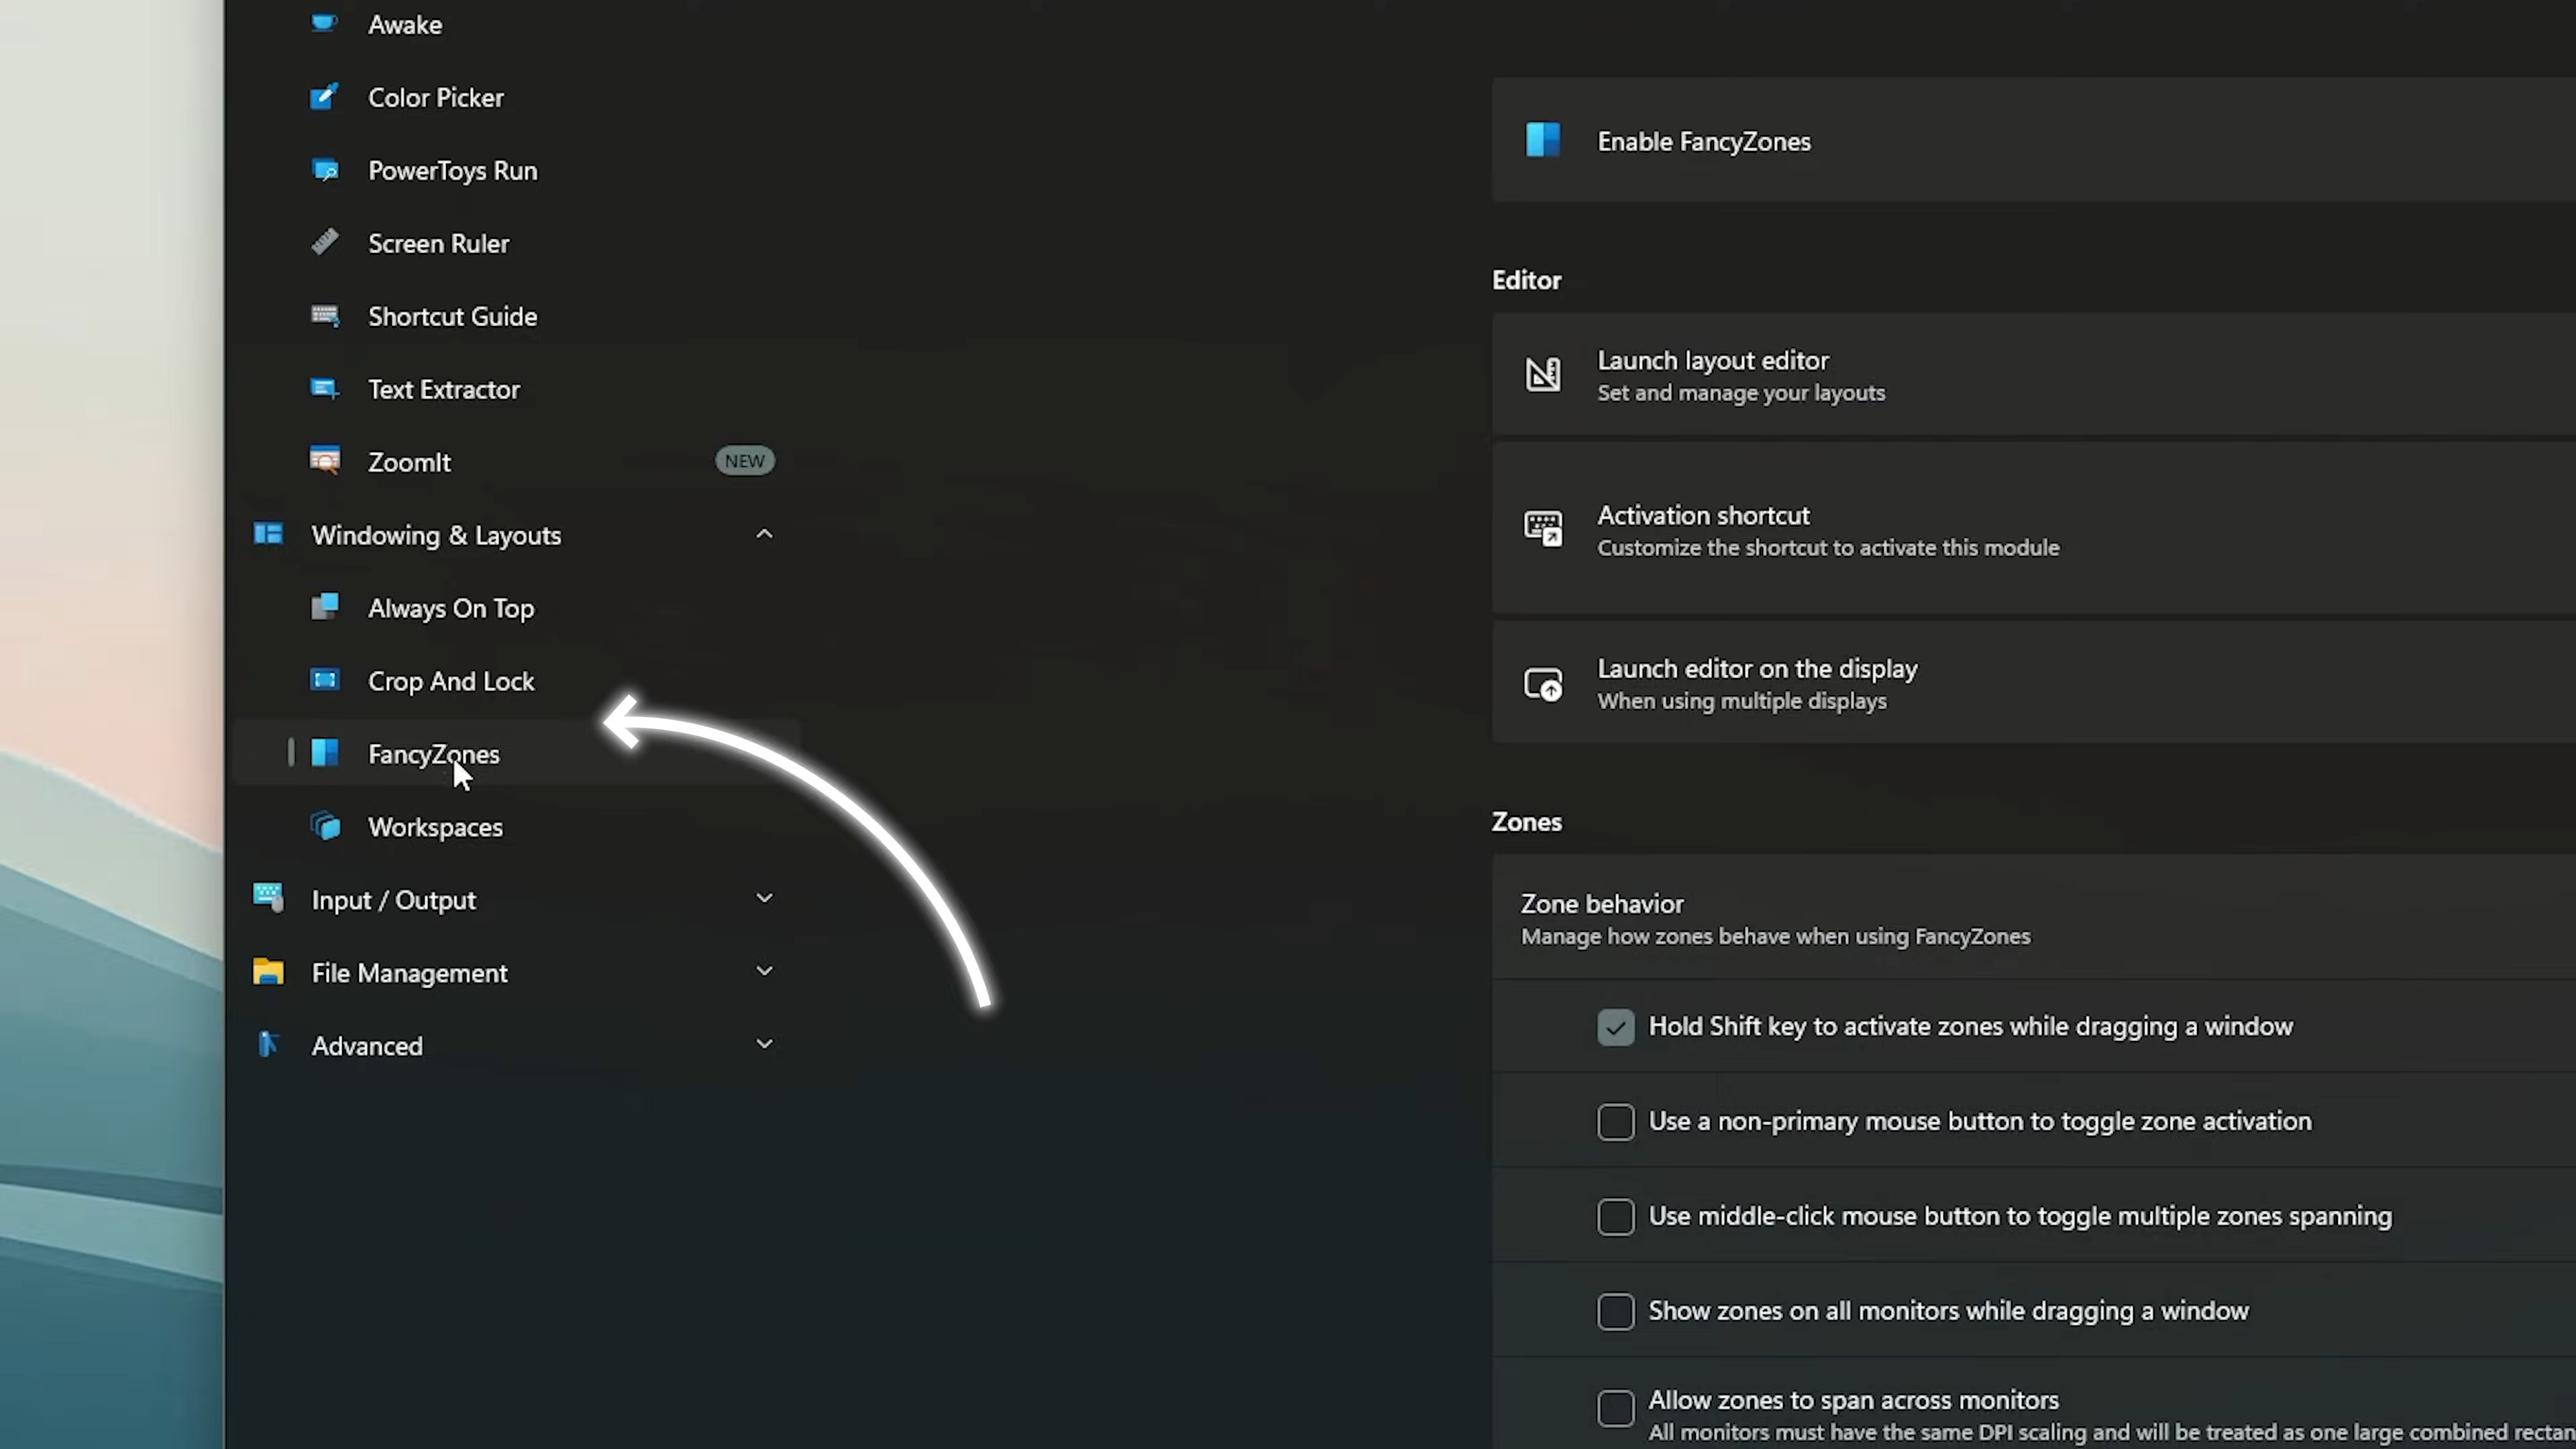 Awake
Color Picker
PowerToys Run
Screen Ruler
Shortcut Guide
Text Extractor
ZoomIt
NEW
Windowing & Layouts
Always On Top
Crop And Lock
FancyZones
Workspaces
Input / Output
File Management
Advanced
Enable FancyZones
Editor
Launch layout editor
Set and manage your layouts
Activation shortcut
Customize the shortcut to activate this module
Launch editor on the display
When using multiple displays
Zones
Zone behavior
Manage how zones behave when using FancyZones
Hold Shift key to activate zones while dragging a window
Use a non-primary mouse button to toggle zone activation
Use middle-click mouse button to toggle multiple zones spanning
Show zones on all monitors while dragging a window
Allow zones to span across monitors
All monitors must have the same DPI scaling and will be treated as one large combined